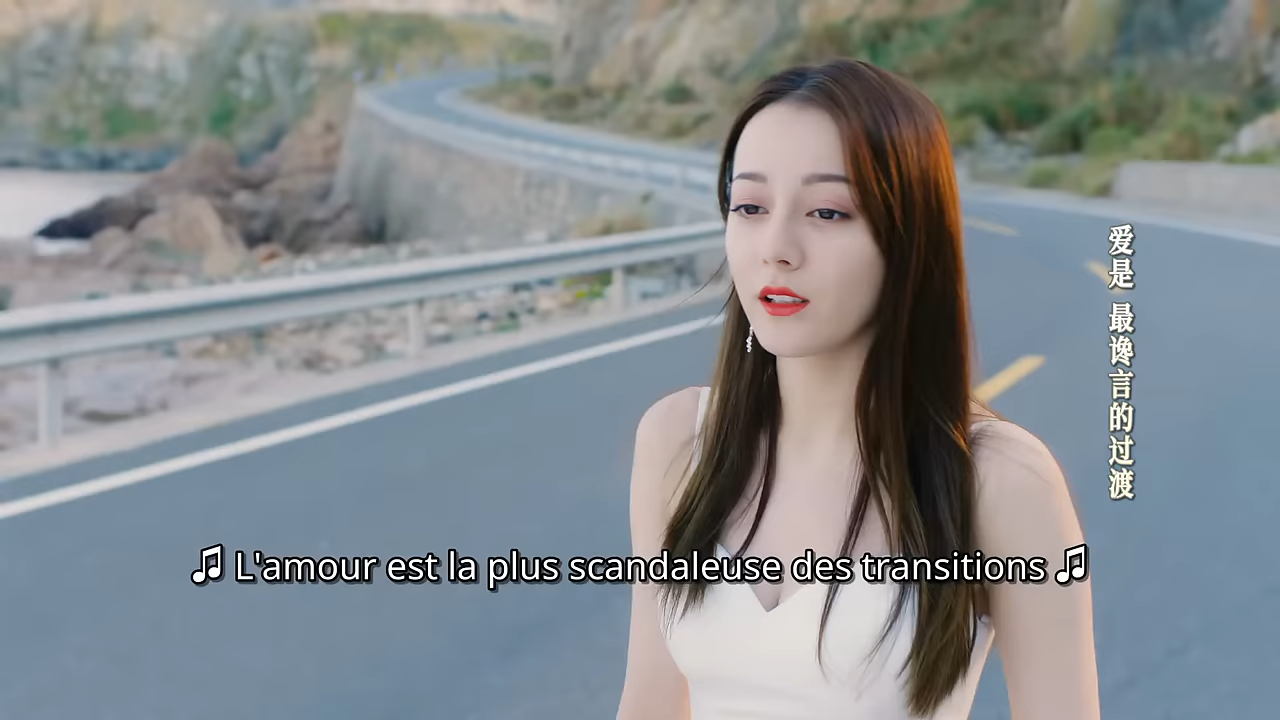 爱是 最谗言的过渡
♫ L'amour est la plus scandaleuse des transitions ♫